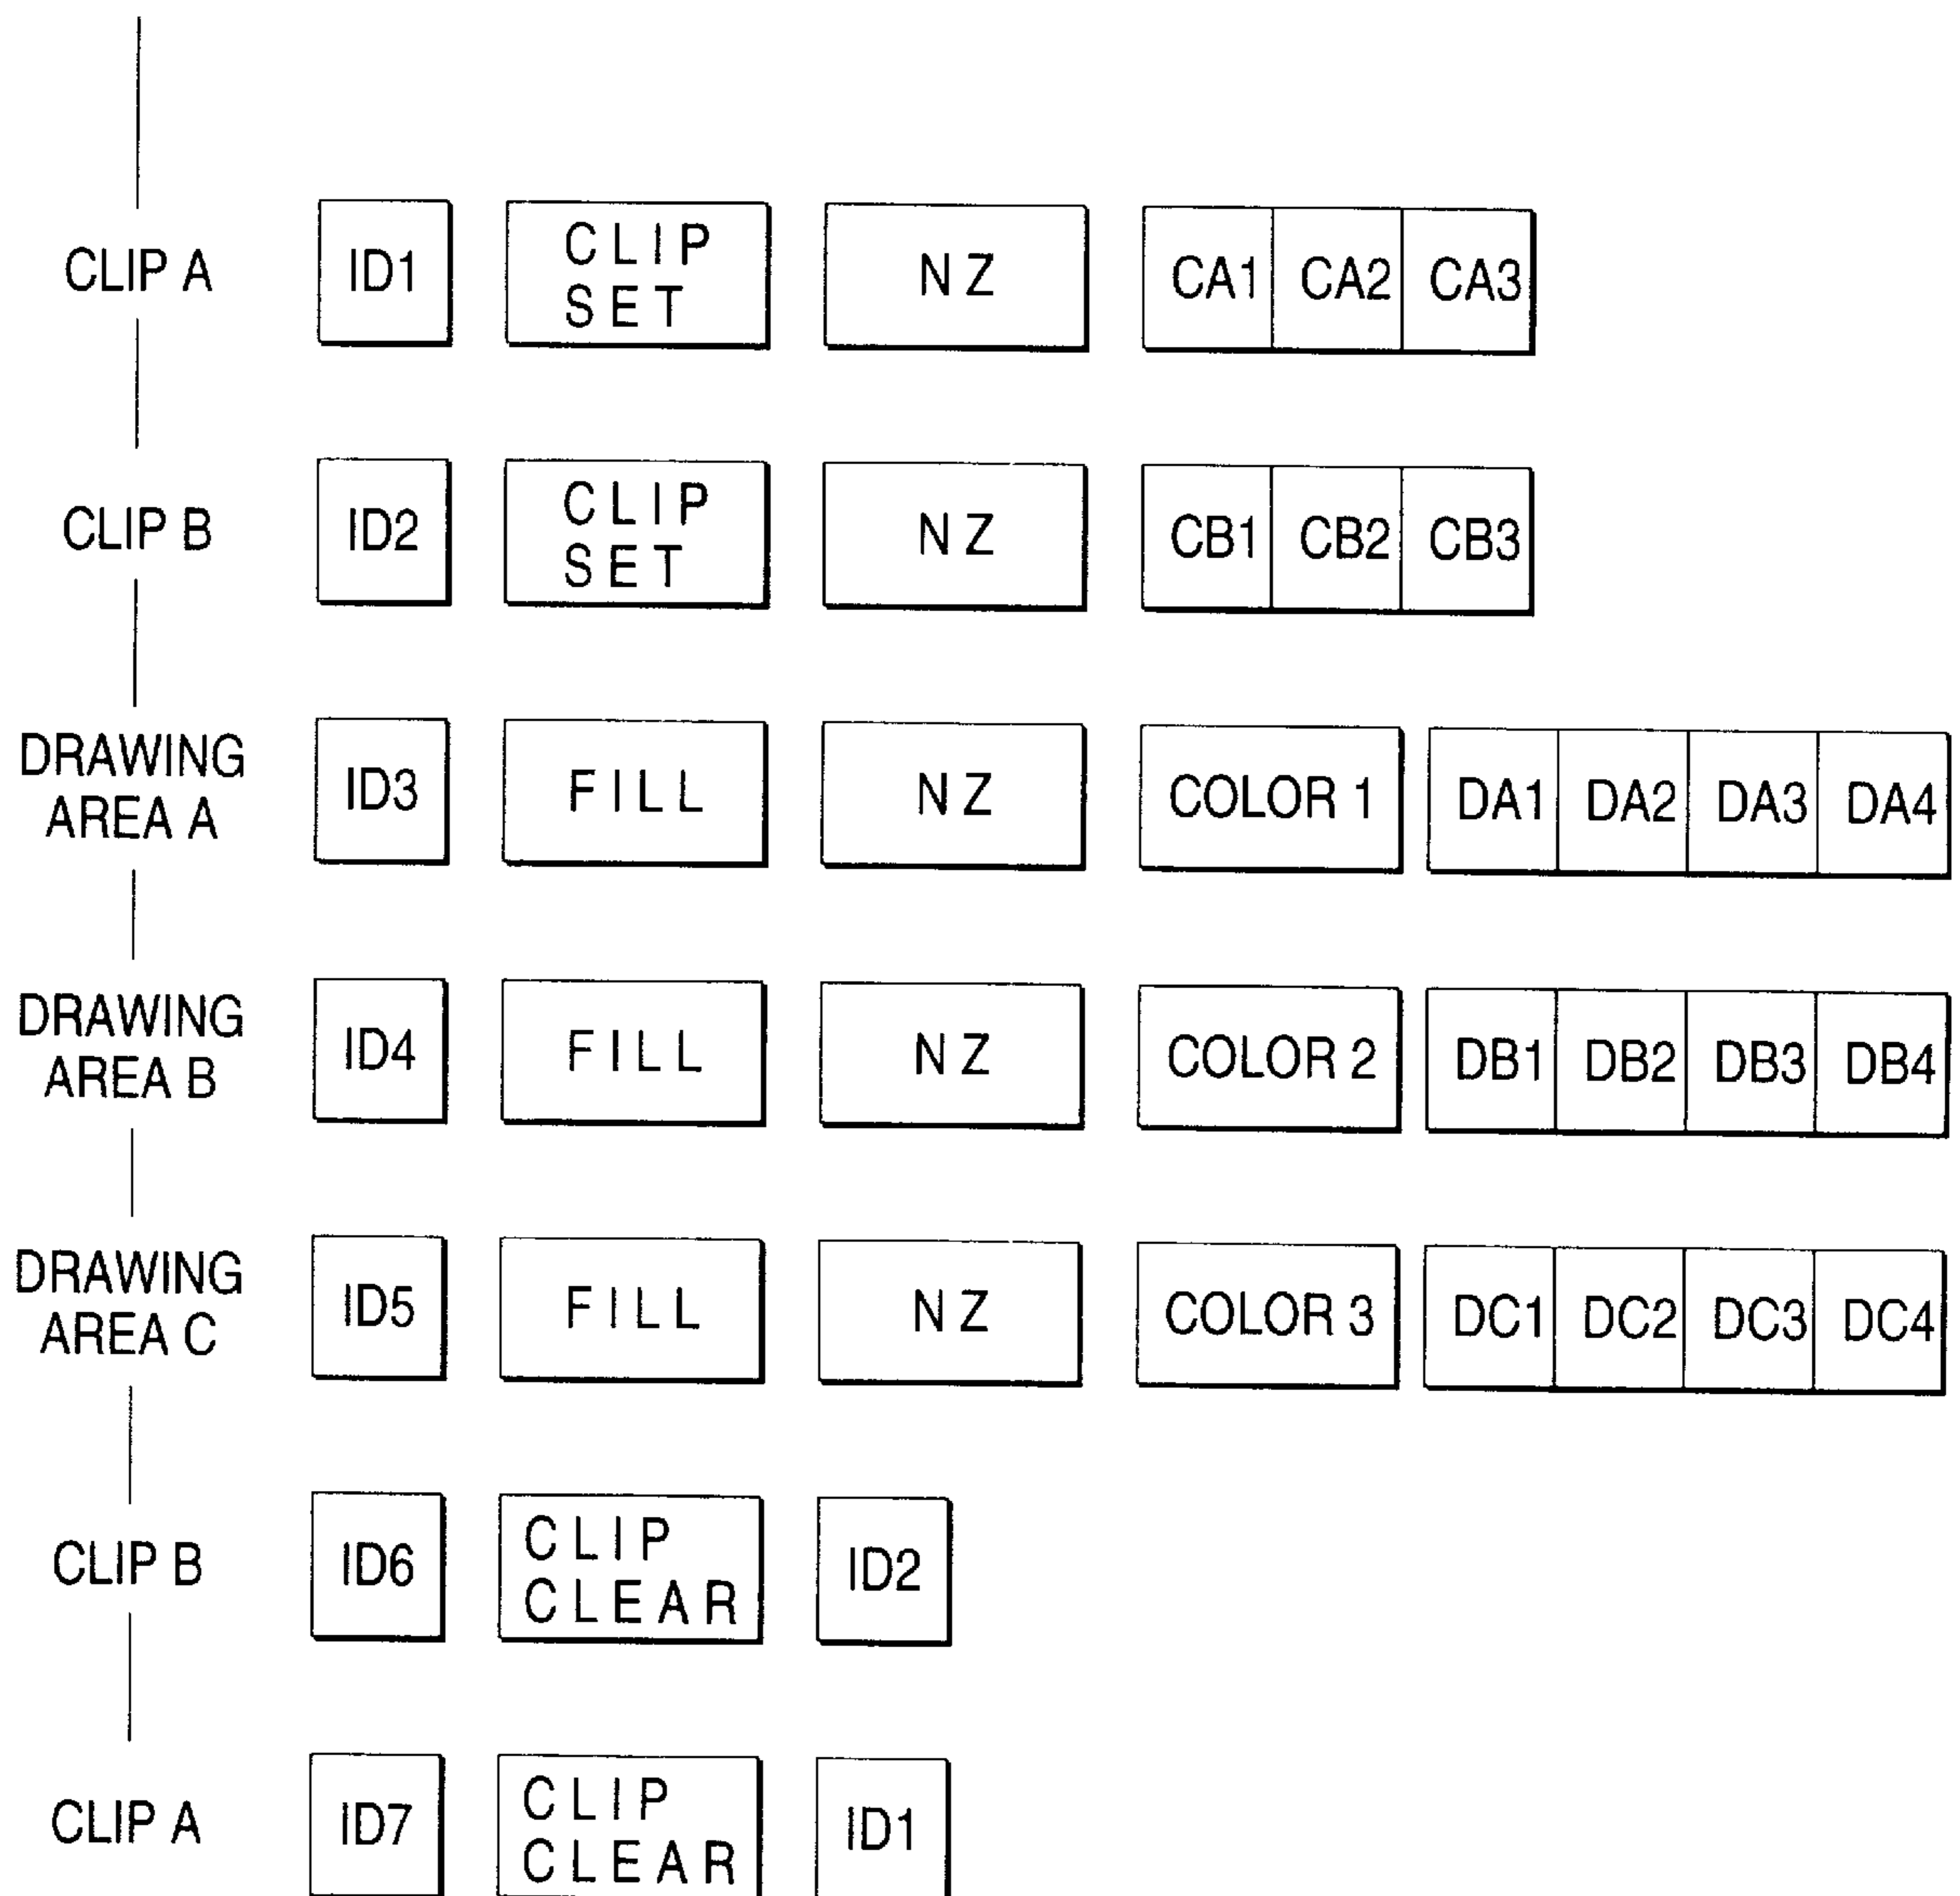 CLIP A ID1 CLIP SET NZ CA1 CA2 CA3
CLIP B ID2 CLIP SET NZ CB1 CB2 CB3
DRAWING AREA A ID3 FILL NZ COLOR 1 DA1 DA2 DA3 DA4
DRAWING AREA B ID4 FILL NZ COLOR 2 DB1 DB2 DB3 DB4
DRAWING AREA C ID5 FILL NZ COLOR 3 DC1 DC2 DC3 DC4
CLIP B ID6 CLIP CLEAR ID2
CLIP A ID7 CLIP CLEAR ID1